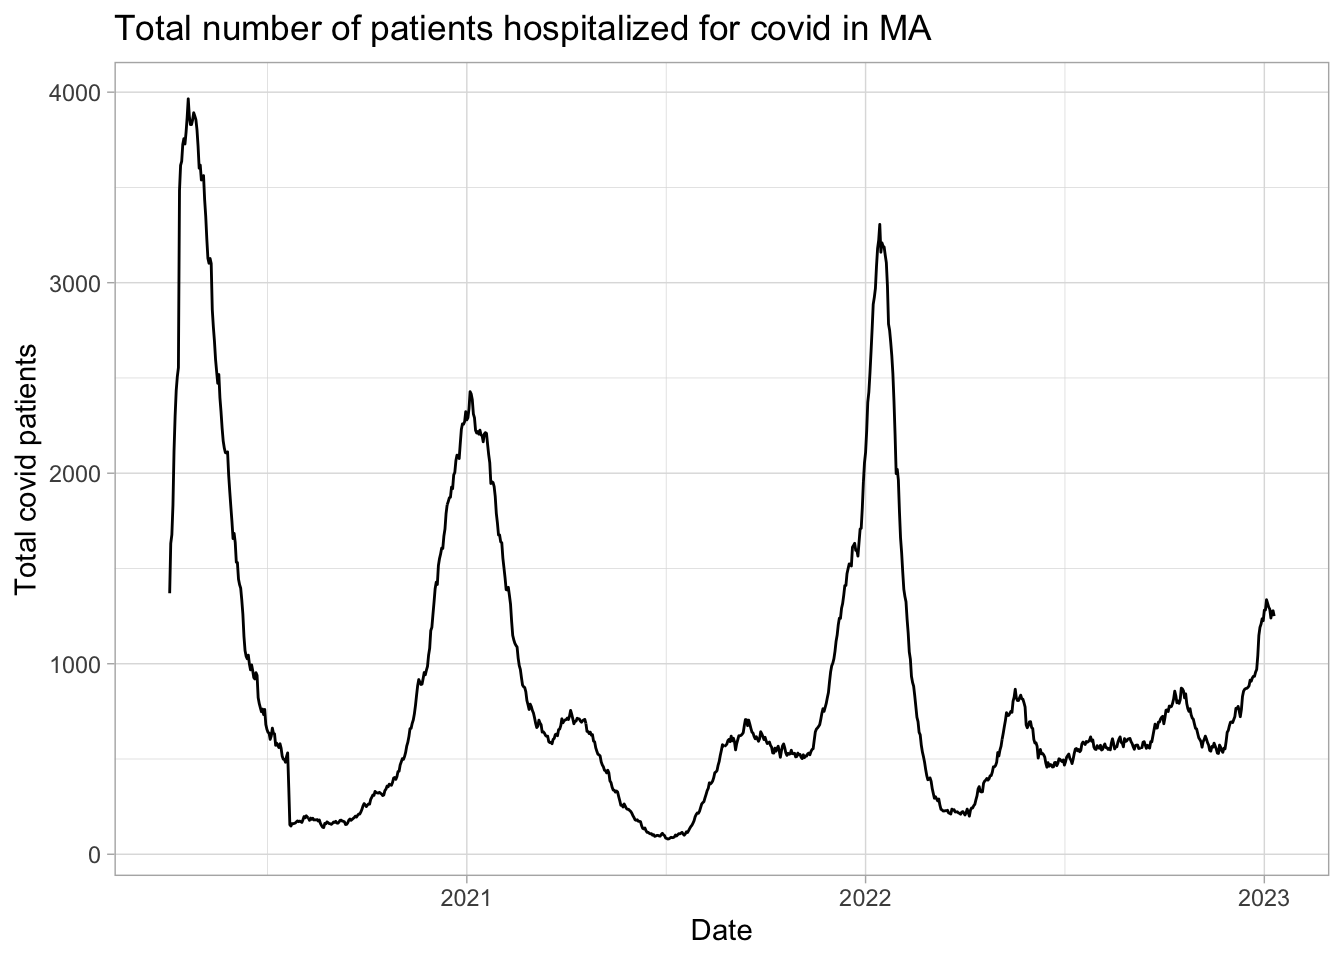 Total number of patients hospitalized for covid in MA
4000
3000
2000
1000
0
Total covid patients
2021
2022
2023
Date